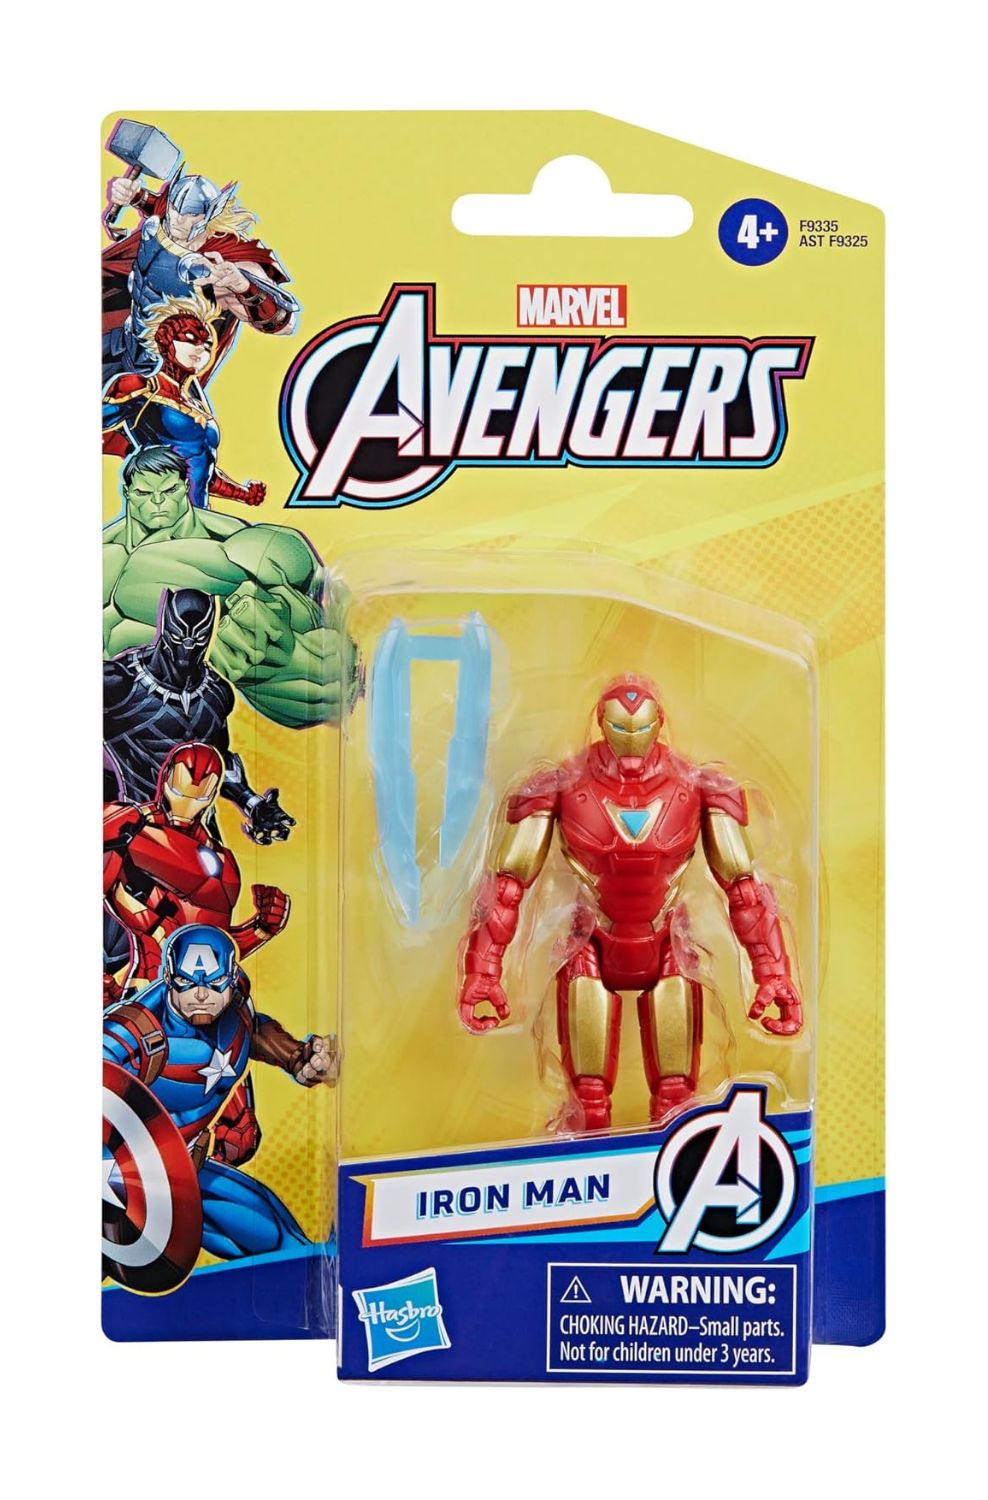 4+
F9335
AST F9325
MARVEL
AVENGERS
IRON MAN
A
Hasbro
WARNING:
CHOKING HAZARD–Small parts.
Not for children under 3 years.